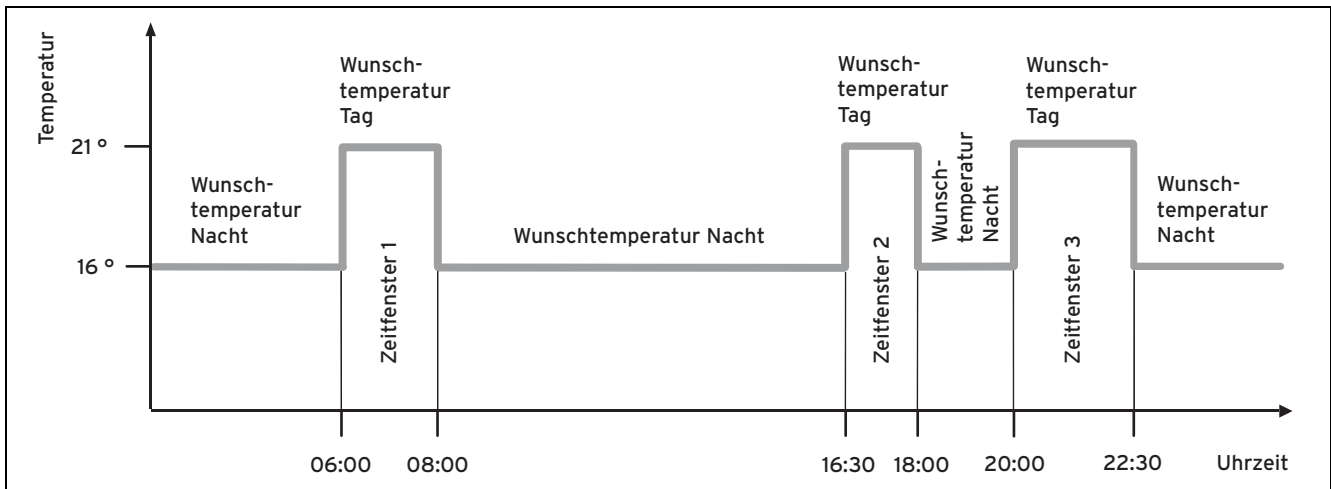 Temperatur
21 °
16 °
Wunsch-
temperatur
Nacht
Wunsch-
temperatur
Tag
Zeitfenster 1
Wunschtemperatur Nacht
Wunsch-
temperatur
Tag
Zeitfenster 2
Wunsch-
temperatur
Nacht
Wunsch-
temperatur
Tag
Zeitfenster 3
Wunsch-
temperatur
Nacht
06:00
08:00
16:30
18:00
20:00
22:30
Uhrzeit